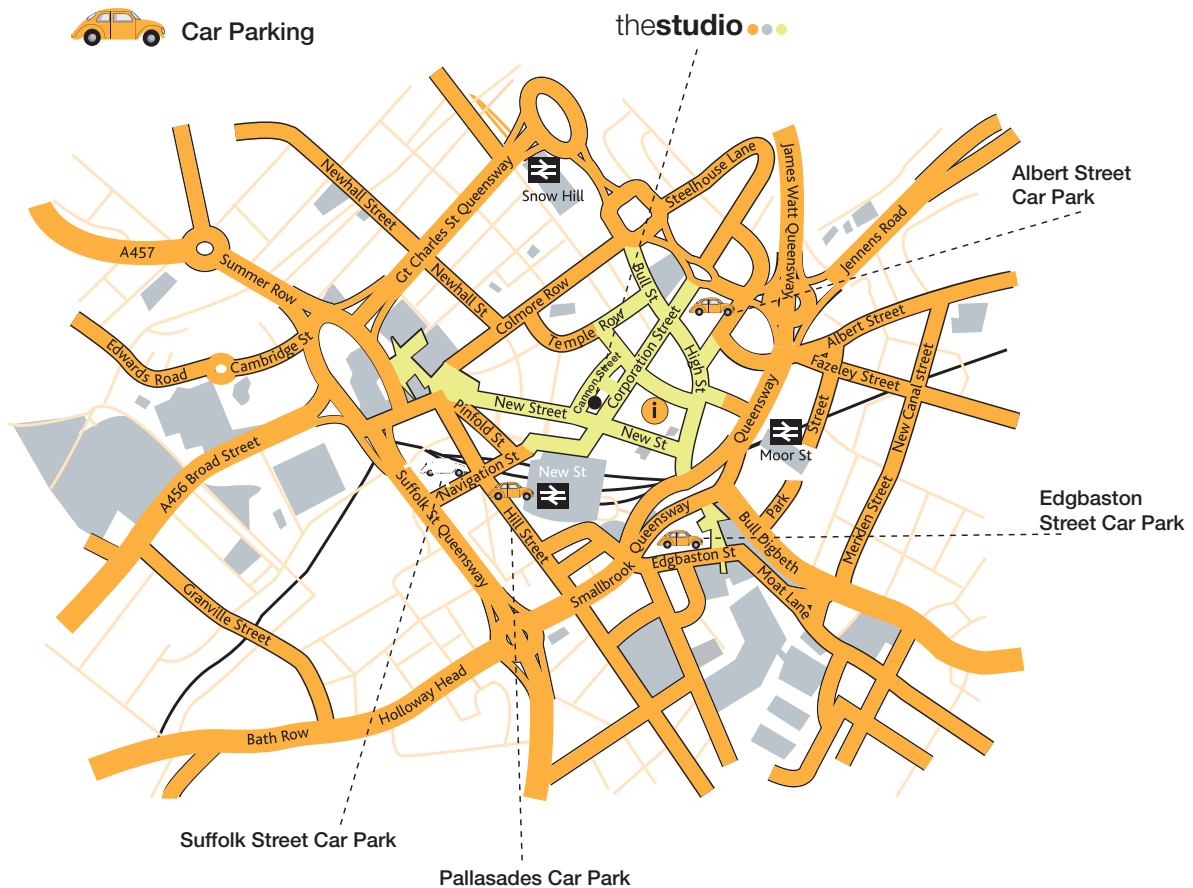 Car Parking
thestudio
Albert Street
Car Park
Snow Hill
Steelhouse Lane
James Watt Queensway
Jennens Road
Newhall Street
Gt Charles St Queensway
A457
Summer Row
Newhall St
Colmore Row
Bull St
Temple Row
Albert Street
Edwards Road
Cambridge St
Corporation Street
Cannon Street
High St
Fazeley Street
New Canal street
New Street
i
Queensway
Street
Moor St
Pinfold St
New St
A456 Broad Street
Navigation St
New St
Suffolk St Queensway
Hill Street
Queensway
Park
Bull Digbeth
Meriden Street
Edgbaston
Street Car Park
Edgbaston St
Smallbrook
Moat Lane
Granville Street
Holloway Head
Bath Row
Suffolk Street Car Park
Pallasades Car Park